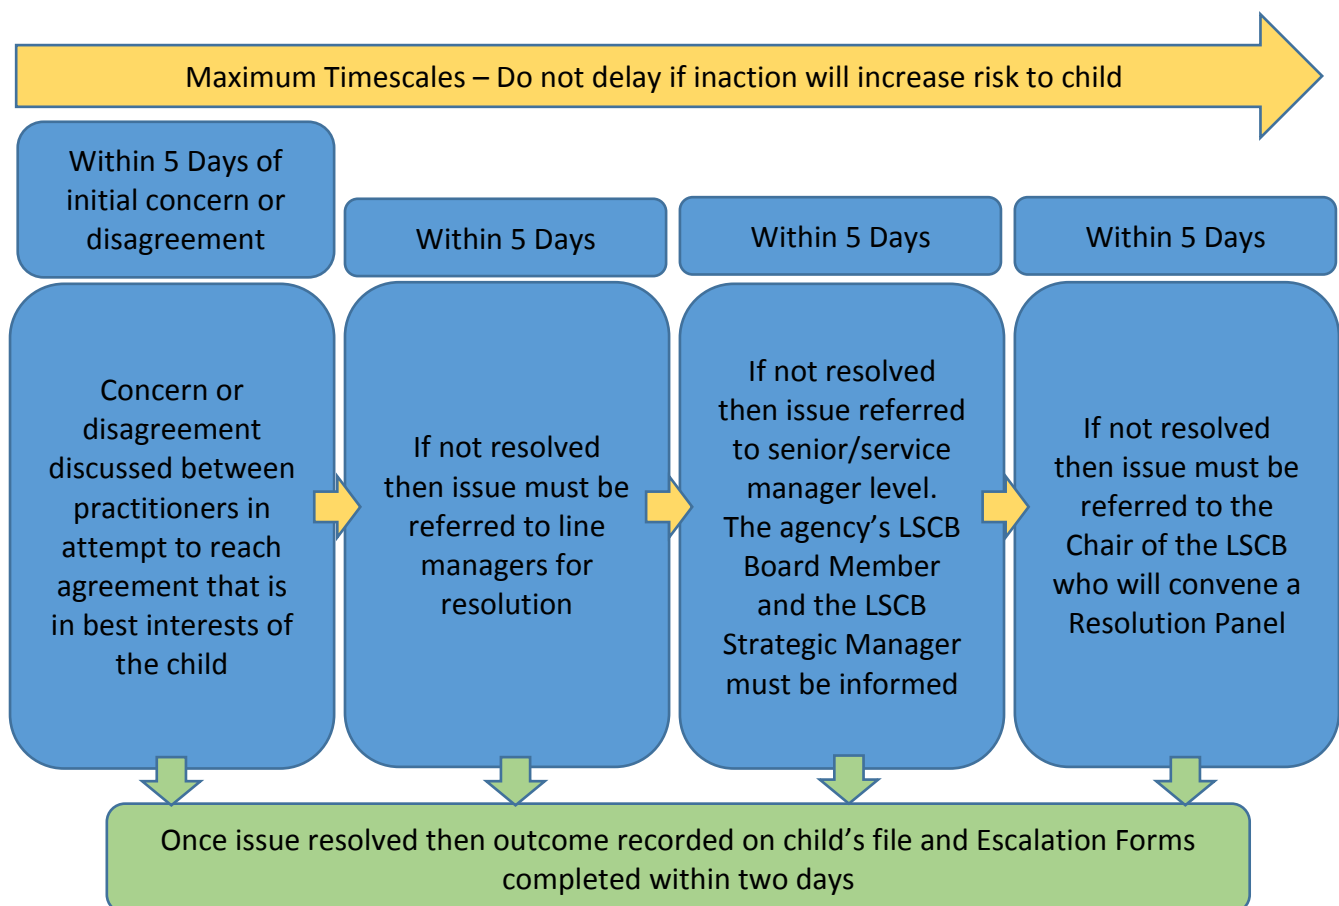 Maximum Timescales – Do not delay if inaction will increase risk to child
Within 5 Days of
initial concern or
disagreement
Within 5 Days
Within 5 Days
Within 5 Days
Concern or
disagreement
discussed between
practitioners in
attempt to reach
agreement that is
in best interests of
the child
If not resolved
then issue must be
referred to line
managers for
resolution
If not resolved
then issue referred
to senior/service
manager level.
The agency’s LSCB
Board Member
and the LSCB
Strategic Manager
must be informed
If not resolved
then issue must be
referred to the
Chair of the LSCB
who will convene a
Resolution Panel
Once issue resolved then outcome recorded on child’s file and Escalation Forms
completed within two days